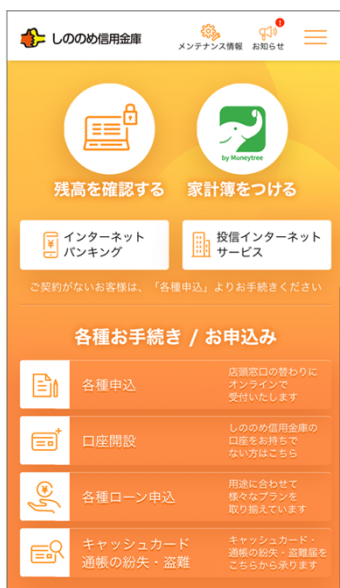 しののめ信用金庫
メンテナンス情報
お知らせ
残高を確認する
by Moneytree
家計簿をつける
インターネット
バンキング
投信インターネット
サービス
ご契約がないお客様は、「各種申込」よりお手続きください
各種お手続き / お申込み
各種申込
店頭窓口の替わりに
オンラインで
受付いたします
口座開設
しののめ信用金庫の
口座をお持ちで
ない方はこちら
各種ローン申込
用途に合わせて
様々なプランを
取り揃えています
キャッシュカード
通帳の紛失・盗難
キャッシュカード・
通帳の紛失・盗難届を
こちらから承ります